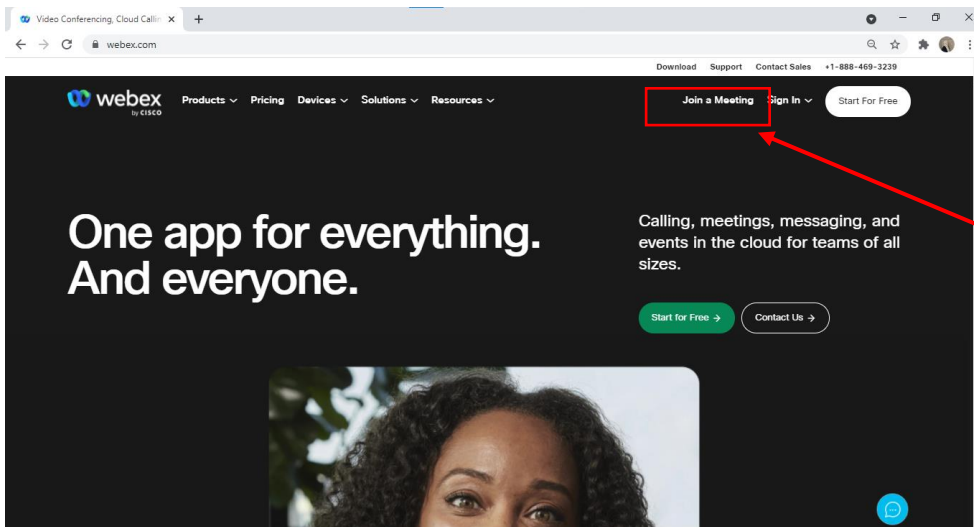 Video Conferencing, Cloud Callin
webex.com
Download Support Contact Sales +1-888-469-3239
webex Products Pricing Devices Solutions Resources Join a Meeting Sign In Start For Free
by CISCO
One app for everything.
And everyone.
Calling, meetings, messaging, and
events in the cloud for teams of all
sizes.
Start for Free → Contact Us →